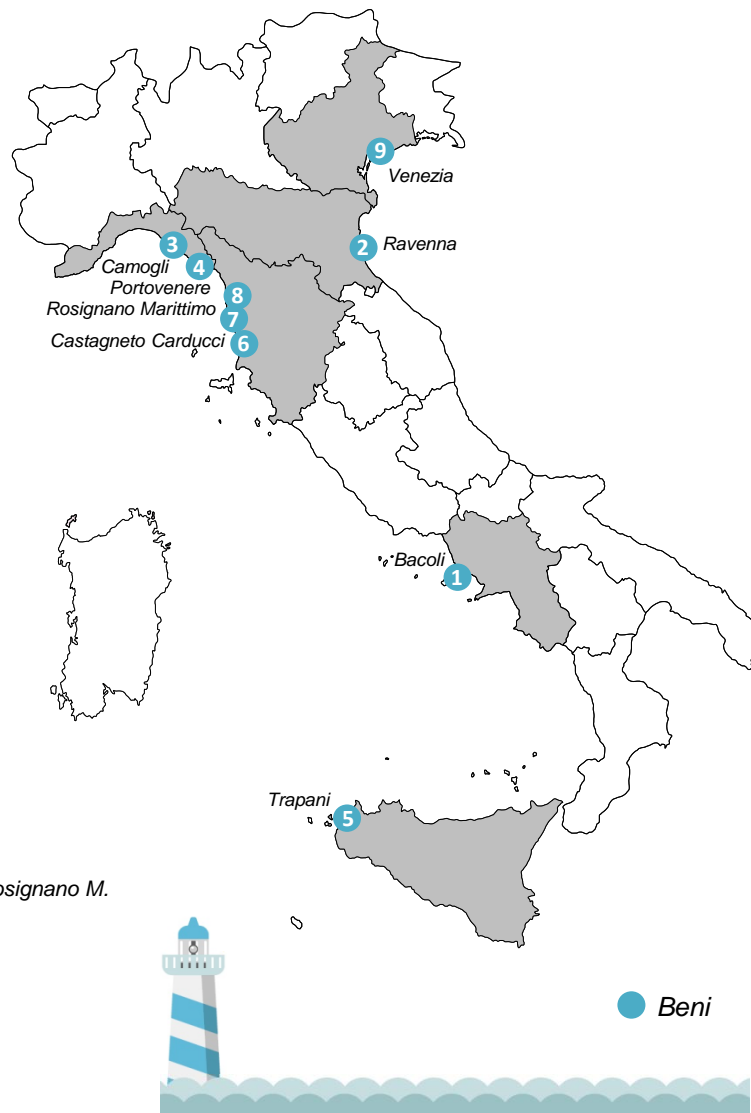 9
Venezia
2
Ravenna
3
Camogli
4
Portovenere
8
Rosignano Marittimo
7
Castagneto Carducci
6
Bacoli
1
Trapani
5
osignano M.
Beni